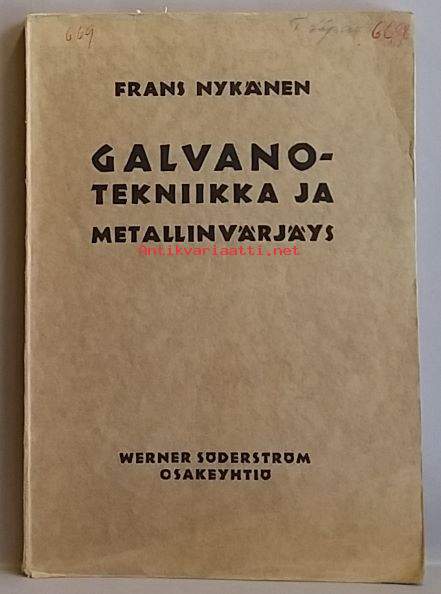 669
669
FRANS NYKÄNEN
GALVANO-
TEKNIIKKA JA
METALLINVÄRJÄYS
Antikvariaatti.net
WERNER SÖDERSTRÖM
OSAKEYHTIÖ